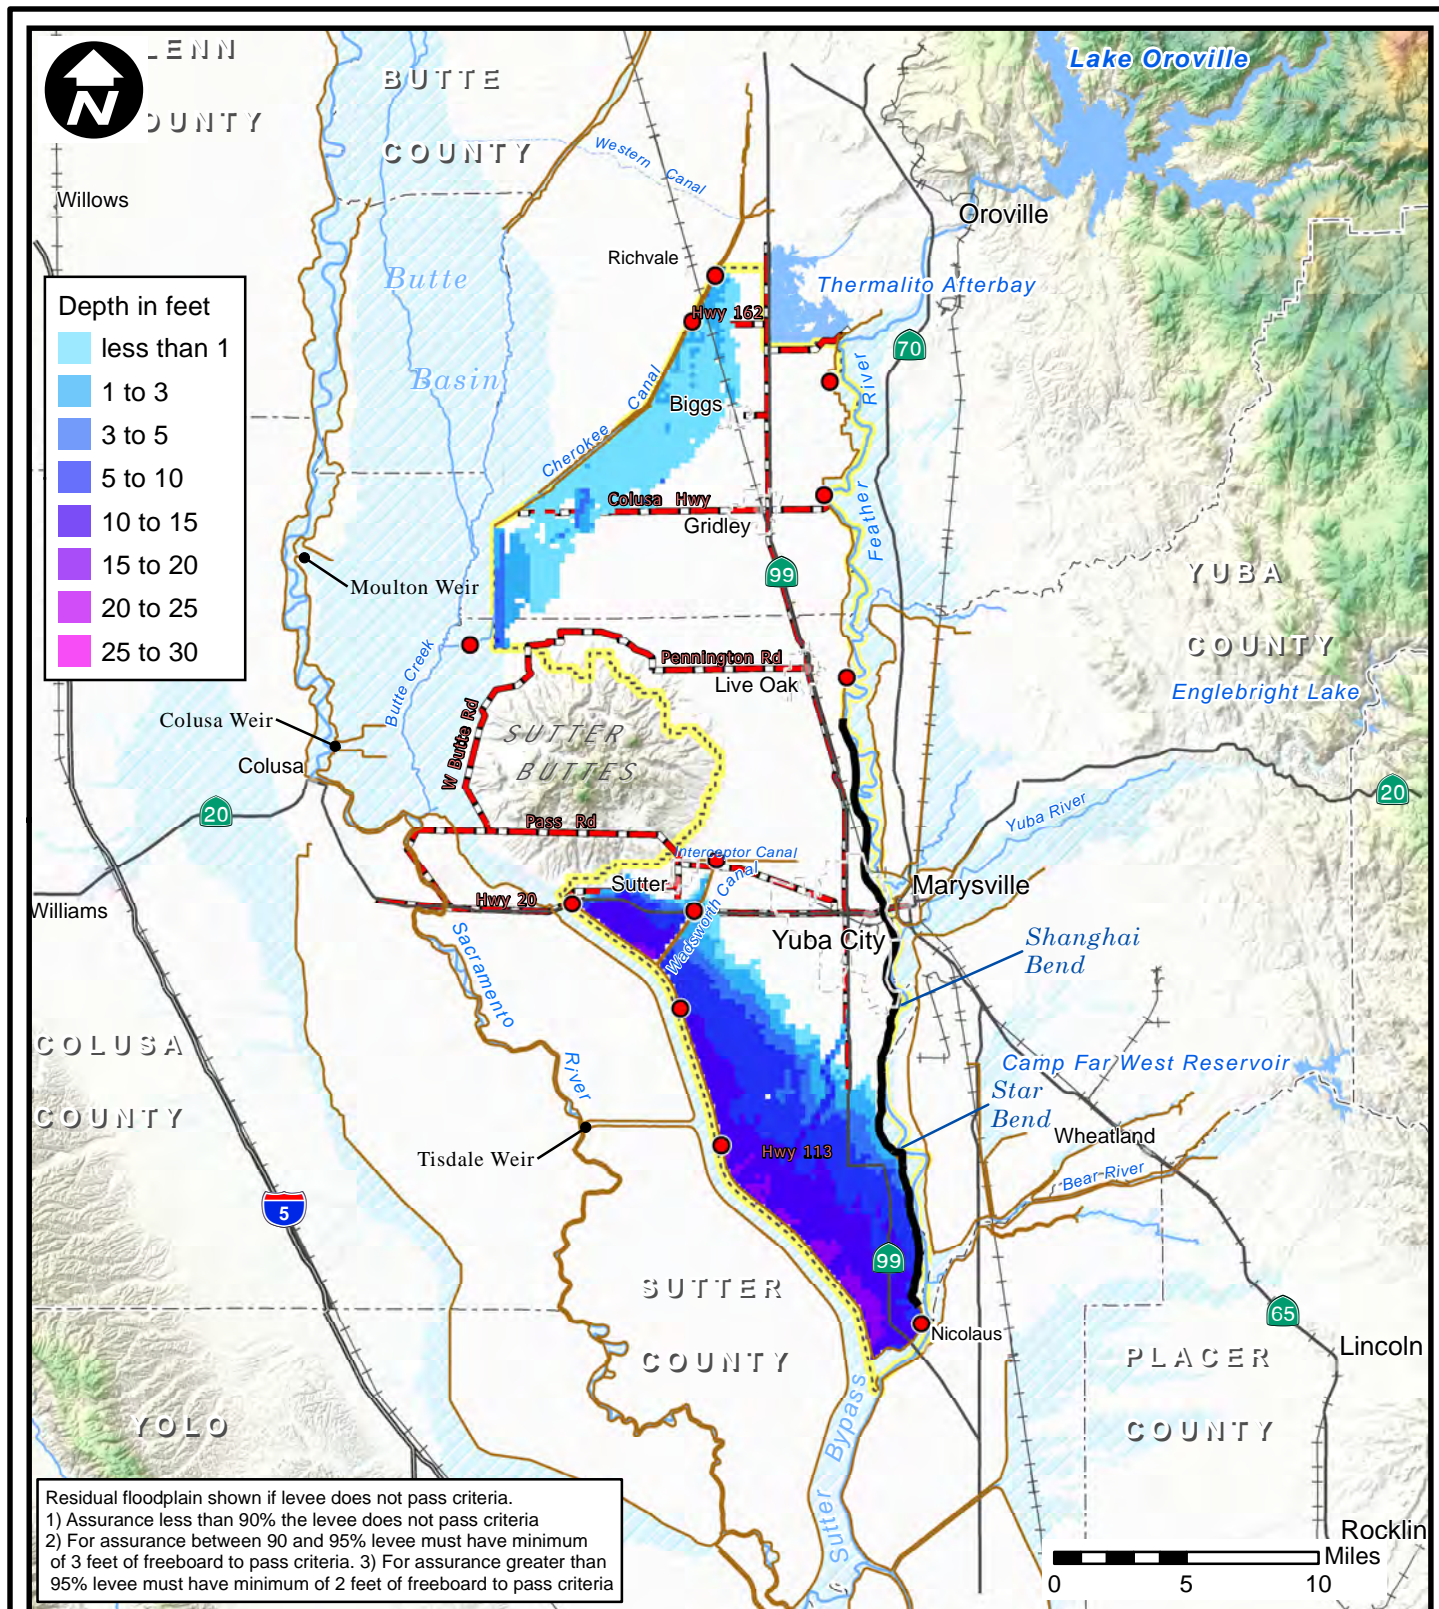 N
LENN
COUNTY
BUTTE
COUNTY
Lake Oroville
Western Canal
Willows
Oroville
Richvale
Butte
Basin
Thermalito Afterbay
Depth in feet
less than 1
1 to 3
3 to 5
5 to 10
10 to 15
15 to 20
20 to 25
25 to 30
Hwy 162
70
Feather River
Cherokee Canal
Biggs
Colusa Hwy
Gridley
99
Moulton Weir
YUBA
COUNTY
Butte Creek
Pennington Rd
Live Oak
Englebright Lake
Colusa Weir
Colusa
W Butte Rd
SUTTER
BUTTES
20
20
Yuba River
Pass Rd
Interceptor Canal
Sutter
Wadsworth Canal
Marysville
Hwy 20
Williams
Yuba City
Shanghai
Bend
Sacramento River
COLUSA
COUNTY
Camp Far West Reservoir
Star
Bend
Wheatland
Tisdale Weir
Hwy 113
Bear River
5
99
SUTTER
COUNTY
Nicolaus
65
Lincoln
PLACER
COUNTY
YOLO
Sutter Bypass
Residual floodplain shown if levee does not pass criteria.
1) Assurance less than 90% the levee does not pass criteria
2) For assurance between 90 and 95% levee must have minimum
of 3 feet of freeboard to pass criteria. 3) For assurance greater than
95% levee must have minimum of 2 feet of freeboard to pass criteria
Rocklin
Miles
0 5 10